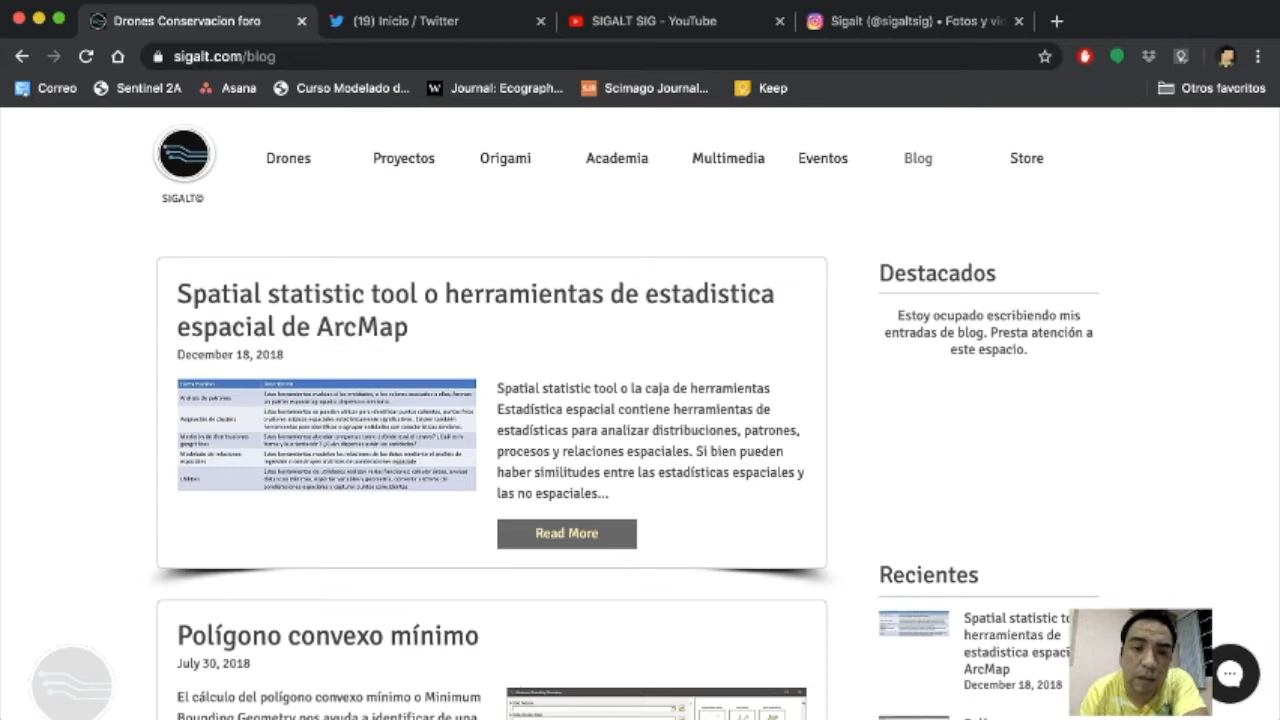 Drones Conservacion foro
(19) Inicio / Twitter
SIGALT SIG - YouTube
Sigalt (@sigaltsig) • Fotos y vi
sigalt.com/blog
Correo
Sentinel 2A
Asana
Curso Modelado d...
Journal: Ecograph...
Scimago Journal...
Keep
Otros favoritos
SIGALT©
Drones
Proyectos
Origami
Academia
Multimedia
Eventos
Blog
Store
Spatial statistic tool o herramientas de estadistica
espacial de ArcMap
December 18, 2018
Spatial statistic tool o la caja de herramientas
Estadística espacial contiene herramientas de
estadísticas para analizar distribuciones, patrones,
procesos y relaciones espaciales. Si bien pueden
haber similitudes entre las estadísticas espaciales y
las no espaciales...
Read More
Polígono convexo mínimo
July 30, 2018
El cálculo del polígono convexo mínimo o Minimum
Bounding Geometry nos ayuda a identificar de una
Destacados
Estoy ocupado escribiendo mis
entradas de blog. Presta atención a
este espacio.
Recientes
Spatial statistic to
herramientas de
estadistica espaci
ArcMap
December 18, 2018